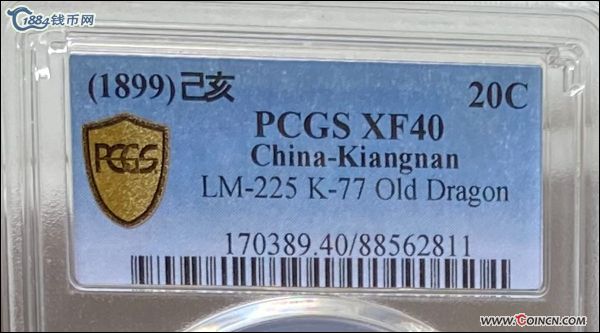 1884钱币网
(1899)己亥 20C
PCGS XF40
China-Kiangnan
PCGS
LM-225 K-77 Old Dragon
170389.40/88562811
WWW.COINCN.COM